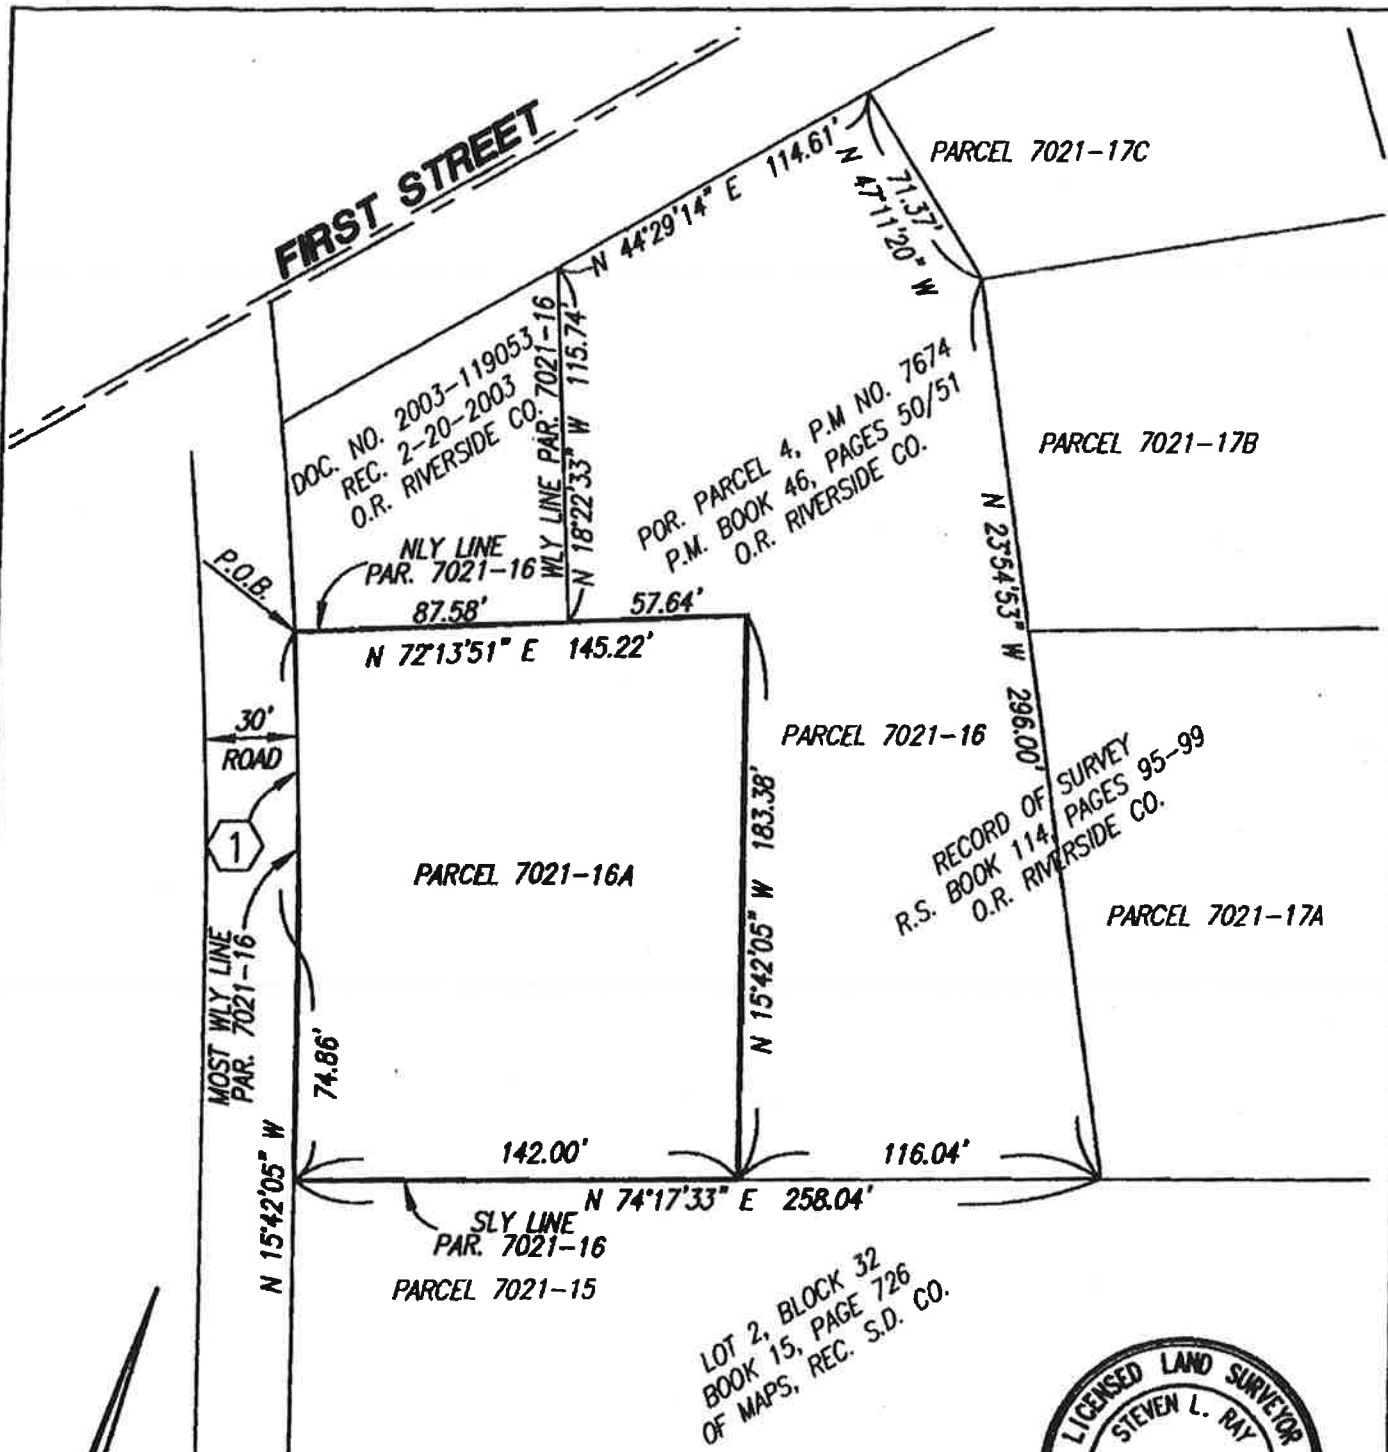 FIRST STREET
PARCEL 7021-17C
N 44°29'14" E 114.61'
71.37'
N 47°11'20" W
DOC. NO. 2003-119053
REC. 2-20-2003
O.R. RIVERSIDE CO.
WLY LINE PAR. 7021-16
N 18°22'33" W 115.74'
POR. PARCEL 4, P.M NO. 7674
P.M. BOOK 46, PAGES 50/51
O.R. RIVERSIDE CO.
PARCEL 7021-17B
N 23°54'53" W 296.00'
P.O.B.
NLY LINE
PAR. 7021-16
87.58'
57.64'
N 72°13'51" E 145.22'
30'
ROAD
1
PARCEL 7021-16
RECORD OF SURVEY
R.S. BOOK 114, PAGES 95-99
O.R. RIVERSIDE CO.
PARCEL 7021-16A
N 15°42'05" W 183.38'
PARCEL 7021-17A
MOST WLY LINE
PAR. 7021-16
74.86'
N 15°42'05" W
142.00'
116.04'
N 74°17'33" E 258.04'
SLY LINE
PAR. 7021-16
PARCEL 7021-15
LOT 2, BLOCK 32
BOOK 15, PAGE 726
OF MAPS, REC. S.D. CO.
LICENSED LAND SURVEYOR
STEVEN L. RAY